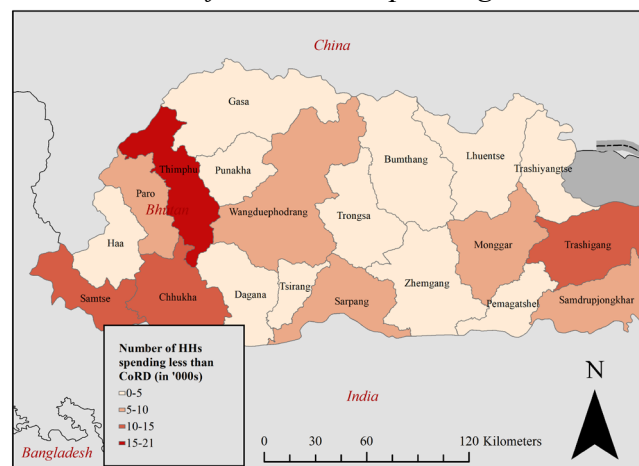 China
Gasa
Thimphu
Punakha
Bumthang
Lhuentse
Trashiyangtse
Paro
Bhutan
Wangduephodrang
Trongsa
Haa
Monggar
Trashigang
Samtse
Chhukha
Dagana
Tsirang
Sarpang
Zhemgang
Pemagatshel
Samdrupjongkhar
Number of HHs
spending less than
CoRD (in '000s)
0-5
5-10
10-15
15-21
India
Bangladesh
N
0 30 60 120 Kilometers